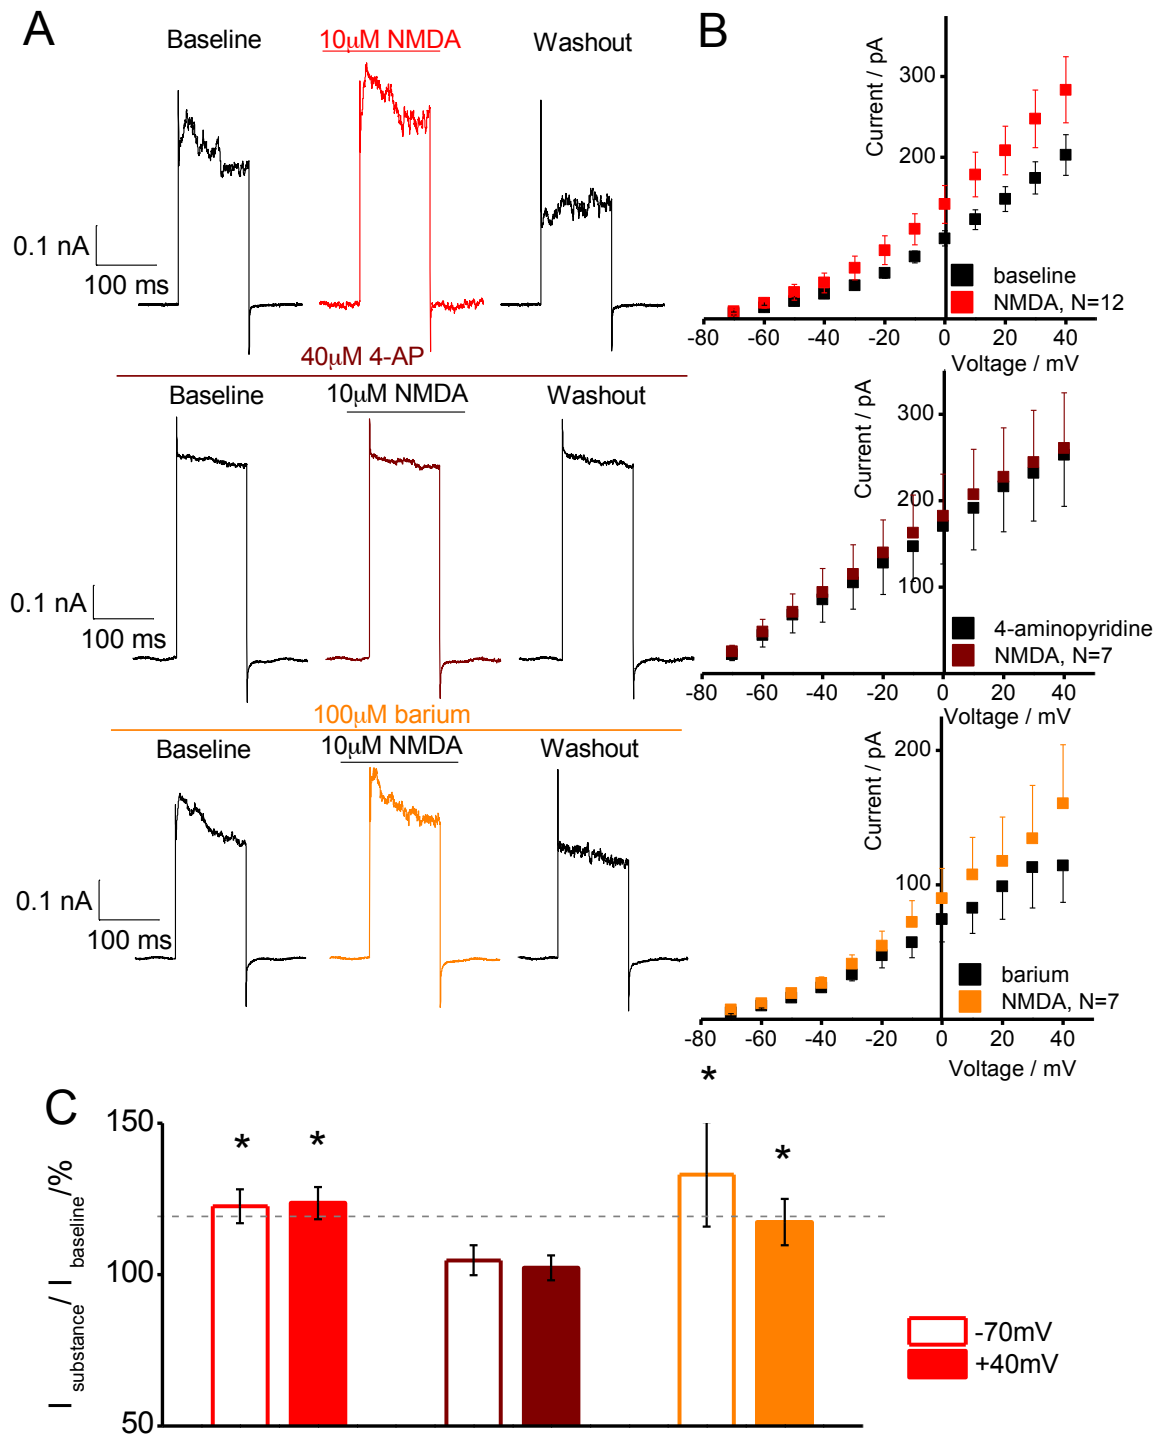 A
Baseline
10μM NMDA
Washout
0.1 nA
100 ms
40μM 4-AP
Baseline
10μM NMDA
Washout
0.1 nA
100 ms
100μM barium
Baseline
10μM NMDA
Washout
0.1 nA
100 ms
B
Current / pA
300
200
baseline
NMDA, N=12
-80 -60 -40 -20 0 20 40
Voltage / mV
Current / pA
300
200
100
4-aminopyridine
NMDA, N=7
-80 -60 -40 -20 0 20 40
Voltage / mV
Current / pA
200
100
barium
NMDA, N=7
-80 -60 -40 -20 0 20 40
Voltage / mV
C
I substance / I baseline /%
150
100
50
* * * *
-70mV
+40mV